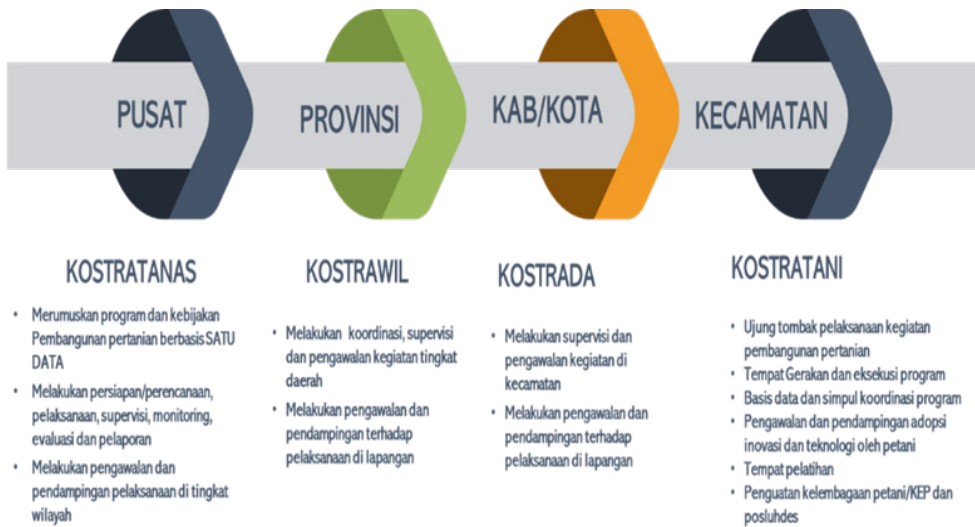 PUSAT
PROVINSI
KAB/KOTA
KECAMATAN
KOSTRATANAS
• Merumuskan program dan kebijakan
Pembangunan pertanian berbasis SATU
DATA
• Melakukan persiapan/perencanaan,
pelaksanaan, supervisi, monitoring,
evaluasi dan pelaporan
• Melakukan pengawalan dan
pendampingan pelaksanaan di tingkat
wilayah
KOSTRAWIL
• Melakukan koordinasi, supervisi
dan pengawalan kegiatan tingkat
daerah
• Melakukan pengawalan dan
pendampingan terhadap
pelaksanaan di lapangan
KOSTRADA
• Melakukan supervisi dan
pengawalan kegiatan di
kecamatan
• Melakukan pengawalan dan
pendampingan terhadap
pelaksanaan di lapangan
KOSTRATANI
• Ujung tombak pelaksanaan kegiatan
pembangunan pertanian
• Tempat Gerakan dan eksekusi program
• Basis data dan simpul koordinasi program
• Pengawalan dan pendampingan adopsi
inovasi dan teknologi oleh petani
• Tempat pelatihan
• Penguatan kelembagaan petani/KEP dan
posluhdes